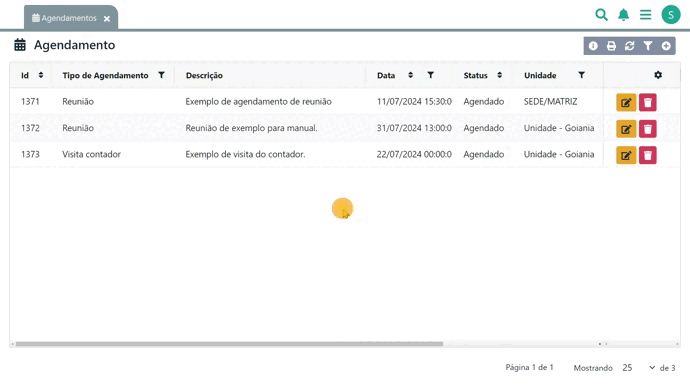 Agendamentos
S
Agendamento
Id Tipo de Agendamento Descrição Data Status Unidade
1371 Reunião Exemplo de agendamento de reunião 11/07/2024 15:30:0 Agendado SEDE/MATRIZ
1372 Reunião Reunião de exemplo para manual. 31/07/2024 13:00:0 Agendado Unidade - Goiania
1373 Visita contador Exemplo de visita do contador. 22/07/2024 00:00:0 Agendado Unidade - Goiania
Página 1 de 1 Mostrando 25 de 3